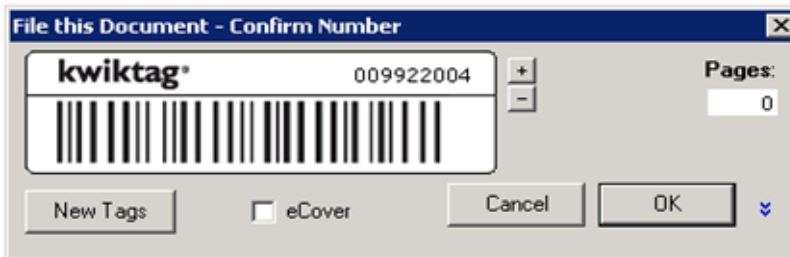 File this Document - Confirm Number
kwiktag® 009922004
+
Pages:
-
0
New Tags eCover Cancel OK